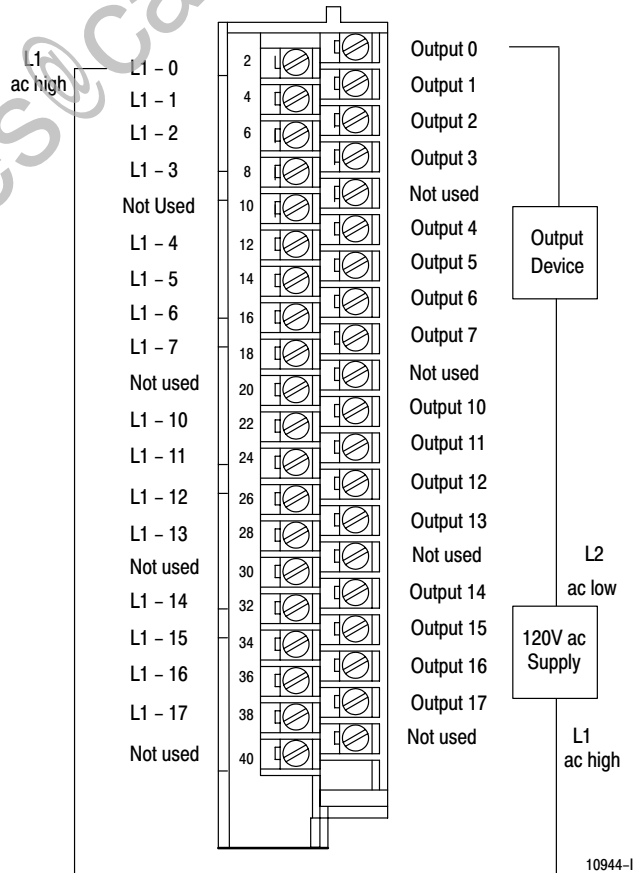 L1
ac high
L1 – 0
2
Output 0
L1 – 1
4
Output 1
L1 – 2
6
Output 2
L1 – 3
8
Output 3
Not Used
10
Not used
L1 – 4
12
Output 4
L1 – 5
14
Output 5
L1 – 6
16
Output 6
L1 – 7
18
Output 7
Not used
20
Not used
L1 – 10
22
Output 10
L1 – 11
24
Output 11
L1 – 12
26
Output 12
L1 – 13
28
Output 13
Not used
30
Not used
L1 – 14
32
Output 14
L1 – 15
34
Output 15
L1 – 16
36
Output 16
L1 – 17
38
Output 17
Not used
40
Not used
Output
Device
L2
ac low
120V ac
Supply
L1
ac high
10944–I